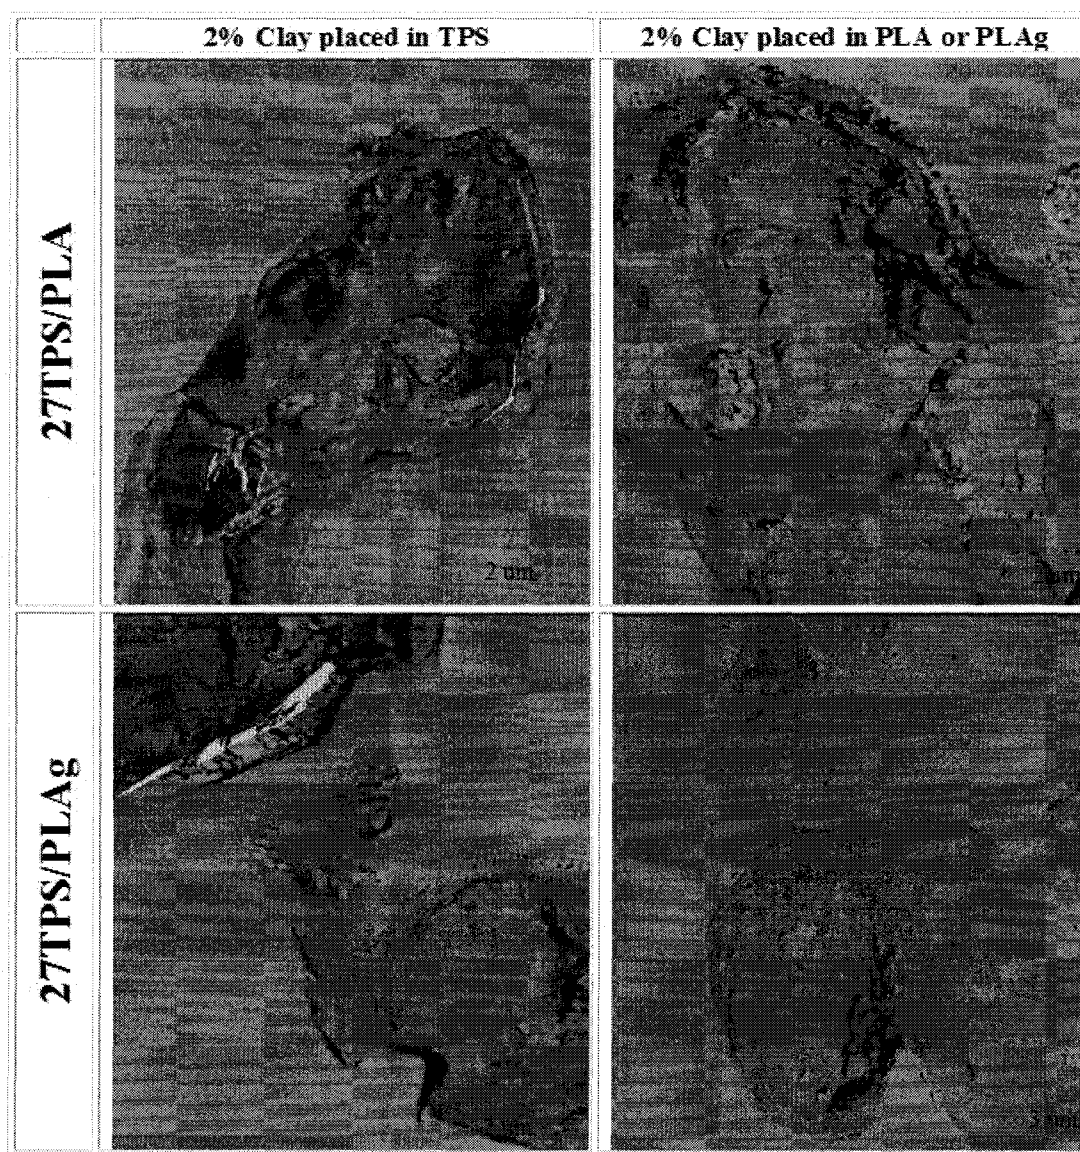 2% Clay placed in TPS
2% Clay placed in PLA or PLAg
27TPS/PLA
2 um
27TPS/PLAg